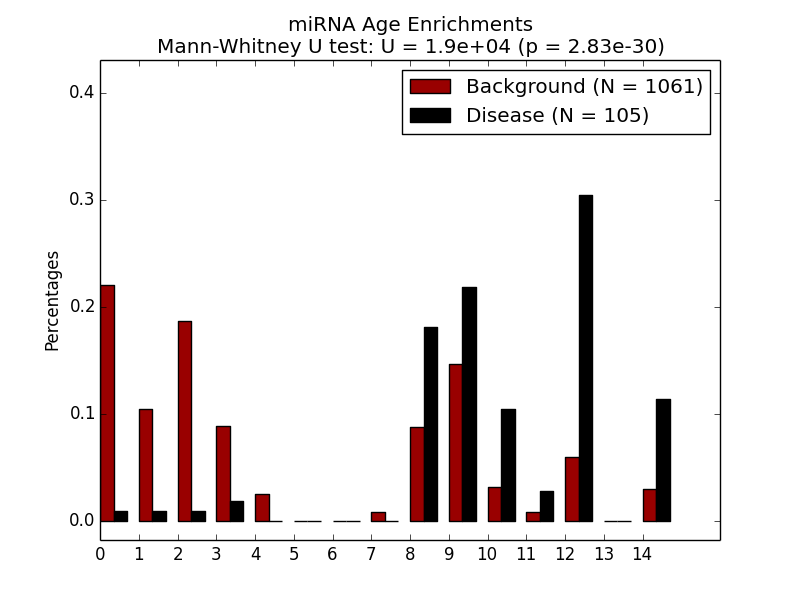 miRNA Age Enrichments
Mann-Whitney U test: U = 1.9e+04 (p = 2.83e-30)
Background (N = 1061)
Disease (N = 105)
Percentages
0.4
0.3
0.2
0.1
0.0
0 1 2 3 4 5 6 7 8 9 10 11 12 13 14